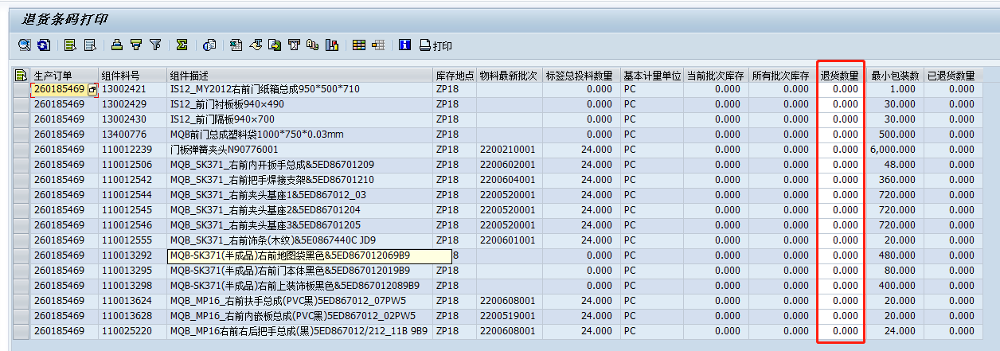 退货条码打印
打印
生产订单 组件料号 组件描述 库存地点 物料最新批次 标签总投料数量 基本计量单位 当前批次库存 所有批次库存 退货数量 最小包装数 已退货数量
260185469 13002421 IS12_MY2012右前门纸箱总成950*500*710 ZP18 0.000 PC 0.000 0.000 0.000 1.000 0.000
260185469 13002429 IS12_前门衬板板940×490 ZP18 0.000 PC 0.000 0.000 0.000 30.000 0.000
260185469 13002430 IS12_前门隔板940×700 ZP18 0.000 PC 0.000 0.000 0.000 30.000 0.000
260185469 13400776 MQB前门总成塑料袋1000*750*0.03mm ZP18 0.000 PC 0.000 0.000 0.000 500.000 0.000
260185469 110012239 门板弹簧夹头N90776001 ZP18 2200210001 24.000 PC 0.000 0.000 0.000 6,000.000 0.000
260185469 110012506 MQB_SK371_右前内开扳手总成&5ED86701209 ZP18 2200602001 24.000 PC 0.000 0.000 0.000 48.000 0.000
260185469 110012542 MQB_SK371_右前把手焊接支架&5ED86701210 ZP18 2200604001 24.000 PC 0.000 0.000 0.000 360.000 0.000
260185469 110012544 MQB_SK371_右前夹头基座1&5ED867012_03 ZP18 2200520001 24.000 PC 0.000 0.000 0.000 720.000 0.000
260185469 110012545 MQB_SK371_右前夹头基座2&5ED86701204 ZP18 2200520001 24.000 PC 0.000 0.000 0.000 720.000 0.000
260185469 110012546 MQB_SK371_右前夹头基座3&5ED86701205 ZP18 2200520001 24.000 PC 0.000 0.000 0.000 720.000 0.000
260185469 110012555 MQB_SK371_右前饰条(木纹)&5E0867440C JD9 ZP18 2200601001 24.000 PC 0.000 0.000 0.000 20.000 0.000
260185469 110013292 MQB-SK371(半成品)右前地图袋黑色&5ED867012069B9 8 0.000 PC 0.000 0.000 0.000 480.000 0.000
260185469 110013295 MQB-SK371(半成品)右前门本体黑色&5ED867012019B9 ZP18 0.000 PC 0.000 0.000 0.000 80.000 0.000
260185469 110013298 MQB-SK371(半成品)右前上装饰板黑色&5ED867012089B9 ZP18 0.000 PC 0.000 0.000 0.000 400.000 0.000
260185469 110013624 MQB_MP16_右前扶手总成(PVC黑)5ED867012_07PW5 ZP18 2200608001 24.000 PC 0.000 0.000 0.000 20.000 0.000
260185469 110013628 MQB_MP16_右前内嵌板总成(PVC黑)5ED867012_02PW5 ZP18 2200519001 24.000 PC 0.000 0.000 0.000 20.000 0.000
260185469 110025220 MQB_MP16右前右后把手总成(黑)5ED867012/212_11B 9B9 ZP18 2200608001 24.000 PC 0.000 0.000 0.000 24.000 0.000